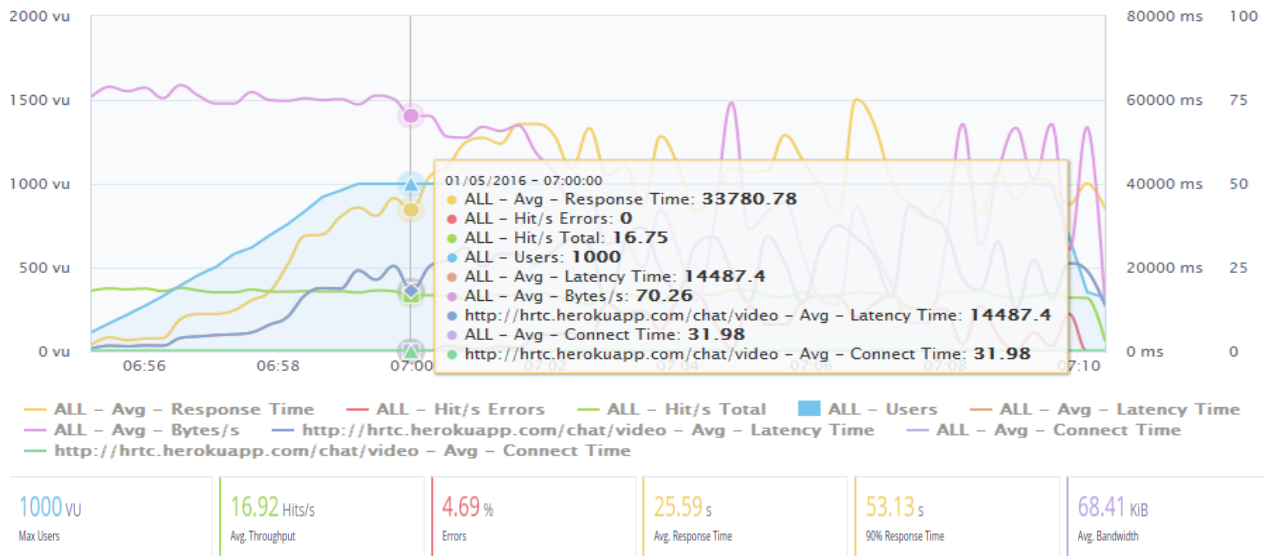 2000 vu
80000 ms 100
1500 vu
60000 ms 75
1000 vu
40000 ms 50
500 vu
20000 ms 25
0 vu
0 ms 0
01/05/2016 - 07:00:00
ALL - Avg - Response Time: 33780.78
ALL - Hit/s Errors: 0
ALL - Hit/s Total: 16.75
ALL - Users: 1000
ALL - Avg - Latency Time: 14487.4
ALL - Avg - Bytes/s: 70.26
http://hrtc.herokuapp.com/chat/video - Avg - Latency Time: 14487.4
ALL - Avg - Connect Time: 31.98
http://hrtc.herokuapp.com/chat/video - Avg - Connect Time: 31.98
06:56 06:58 07:00 07:02 07:04 07:06 07:08 07:10
ALL - Avg - Response Time ALL - Hit/s Errors ALL - Hit/s Total ALL - Users ALL - Avg - Latency Time
ALL - Avg - Bytes/s http://hrtc.herokuapp.com/chat/video - Avg - Latency Time ALL - Avg - Connect Time
http://hrtc.herokuapp.com/chat/video - Avg - Connect Time
1000 VU
Max Users
16.92 Hits/s
Avg. Throughput
4.69 %
Errors
25.59 s
Avg. Response Time
53.13 s
90% Response Time
68.41 KiB
Avg. Bandwidth